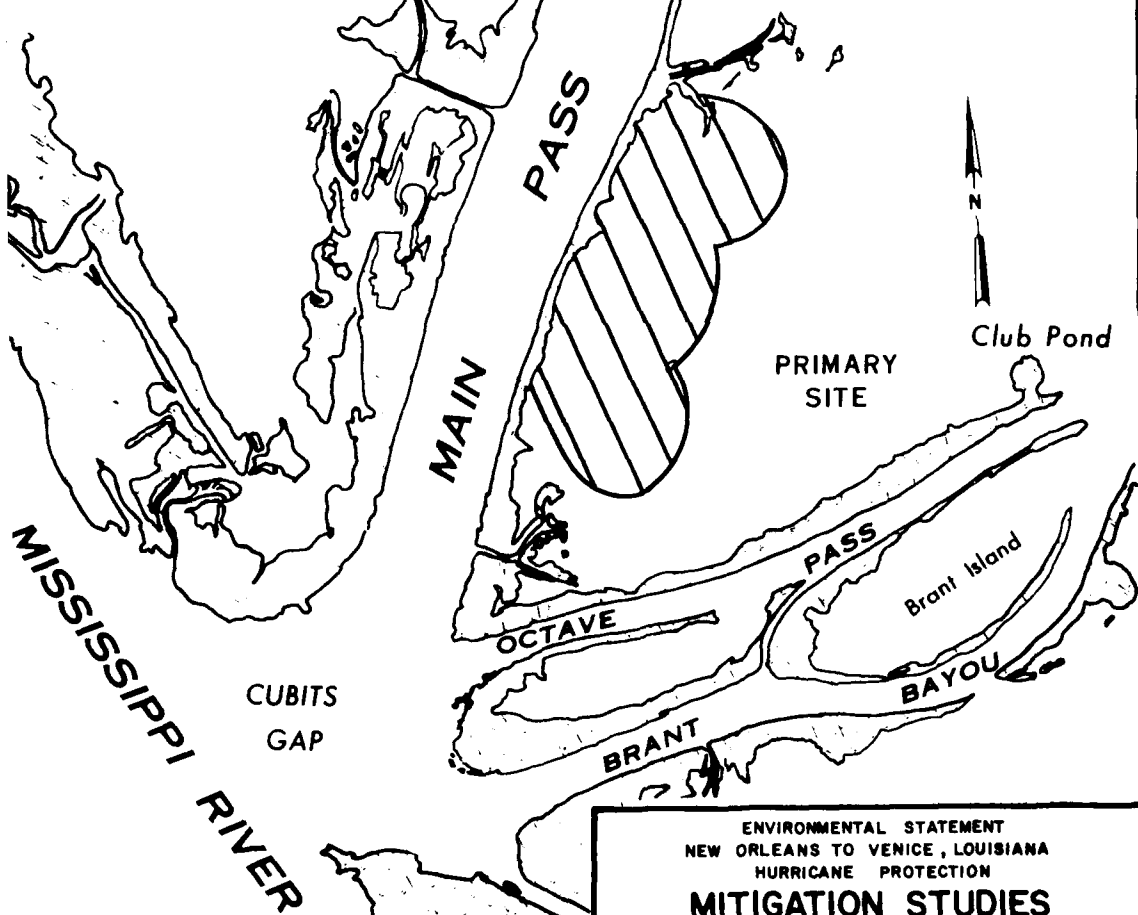 MAIN PASS
N
Club Pond
PRIMARY
SITE
OCTAVE PASS
Brant Island
BRANT BAYOU
CUBITS
GAP
MISSISSIPPI RIVER
ENVIRONMENTAL STATEMENT
NEW ORLEANS TO VENICE, LOUISIANA
HURRICANE PROTECTION
MITIGATION STUDIES